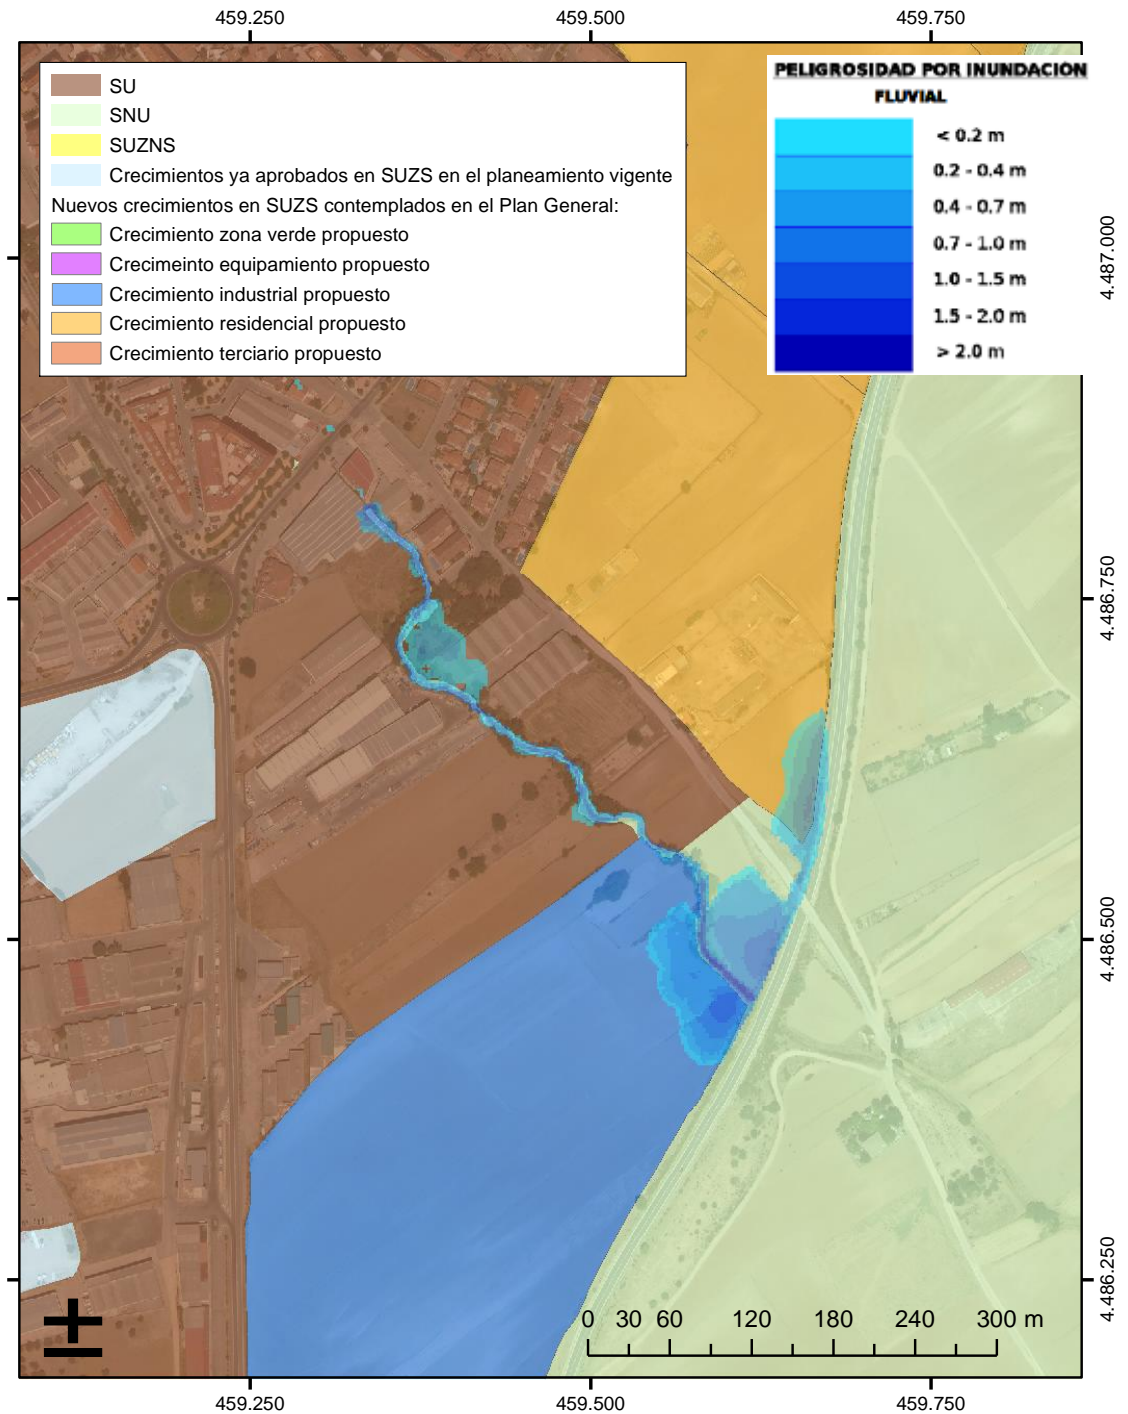 459.250
459.500
459.750
SU
SNU
SUZNS
Crecimientos ya aprobados en SUZS en el planeamiento vigente
Nuevos crecimientos en SUZS contemplados en el Plan General:
Crecimiento zona verde propuesto
Crecimeinto equipamiento propuesto
Crecimiento industrial propuesto
Crecimiento residencial propuesto
Crecimiento terciario propuesto
PELIGROSIDAD POR INUNDACION
FLUVIAL
< 0.2 m
0.2 - 0.4 m
0.4 - 0.7 m
0.7 - 1.0 m
1.0 - 1.5 m
1.5 - 2.0 m
> 2.0 m
4.487.000
4.486.750
4.486.500
4.486.250
0 30 60 120 180 240 300 m
459.250
459.500
459.750